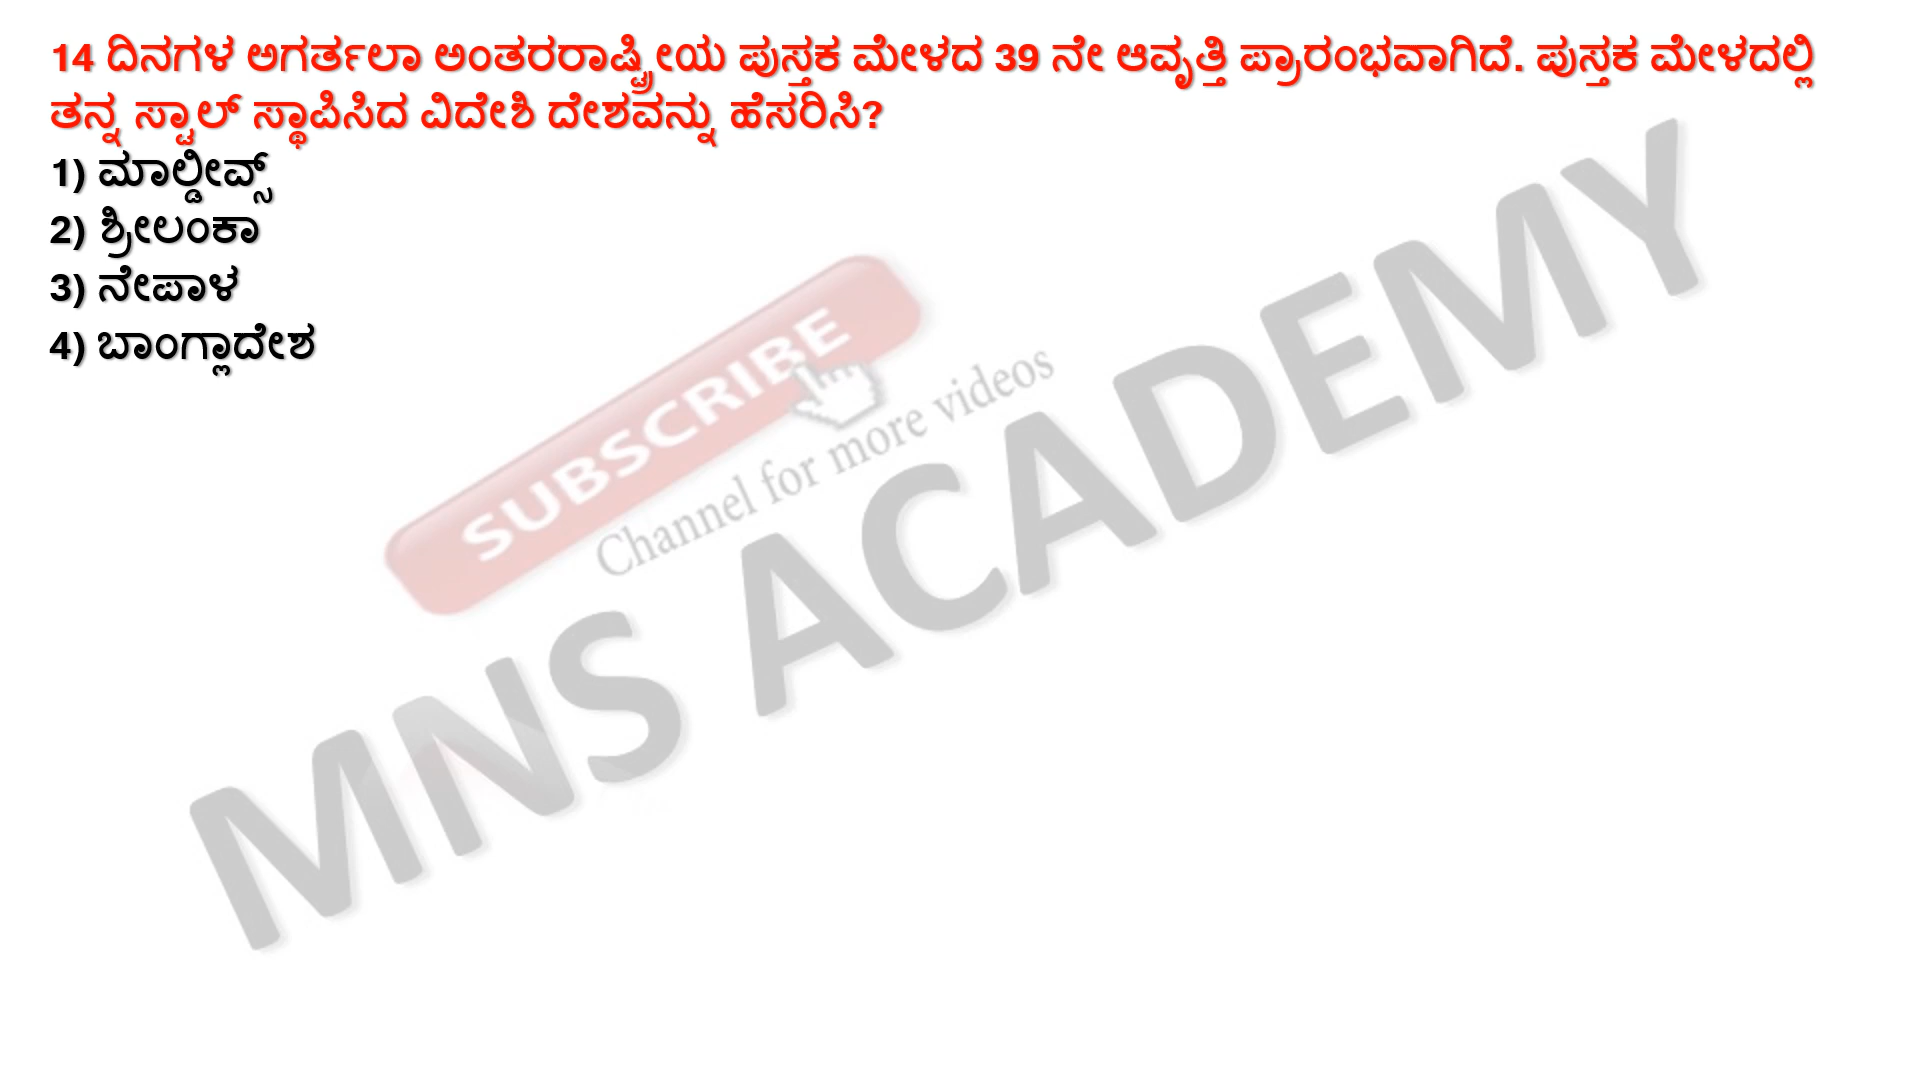 14 ದಿನಗಳ ಅಗರ್ತಲಾ ಅಂತರರಾಷ್ಟ್ರೀಯ ಪುಸ್ತಕ ಮೇಳದ 39 ನೇ ಆವೃತ್ತಿ ಪ್ರಾರಂಭವಾಗಿದೆ. ಪುಸ್ತಕ ಮೇಳದಲ್ಲಿ
ತನ್ನ ಸ್ಟಾಲ್ ಸ್ಥಾಪಿಸಿದ ವಿದೇಶಿ ದೇಶವನ್ನು ಹೆಸರಿಸಿ?
1) ಮಾಲ್ಡೀವ್ಸ್
2) ಶ್ರೀಲಂಕಾ
3) ನೇಪಾಳ
4) ಬಾಂಗ್ಲಾದೇಶ
SUBSCRIBE
Channel for more videos
MNS ACADEMY